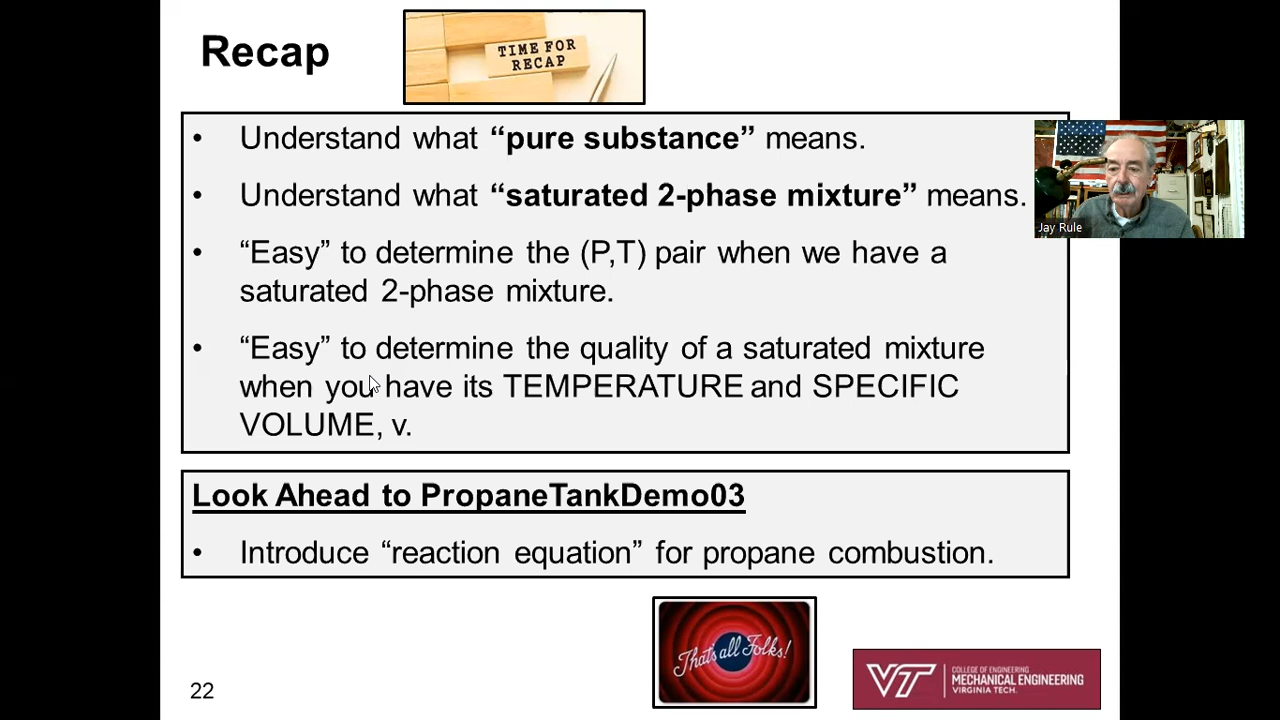 Recap
TIME FOR
RECAP
• Understand what “pure substance” means.
• Understand what “saturated 2-phase mixture” means.
• “Easy” to determine the (P,T) pair when we have a
saturated 2-phase mixture.
• “Easy” to determine the quality of a saturated mixture
when you have its TEMPERATURE and SPECIFIC
VOLUME, v.
Jay Rule
Look Ahead to PropaneTankDemo03
• Introduce “reaction equation” for propane combustion.
That's all Folks!
22
VT
COLLEGE OF ENGINEERING
MECHANICAL ENGINEERING
VIRGINIA TECH.